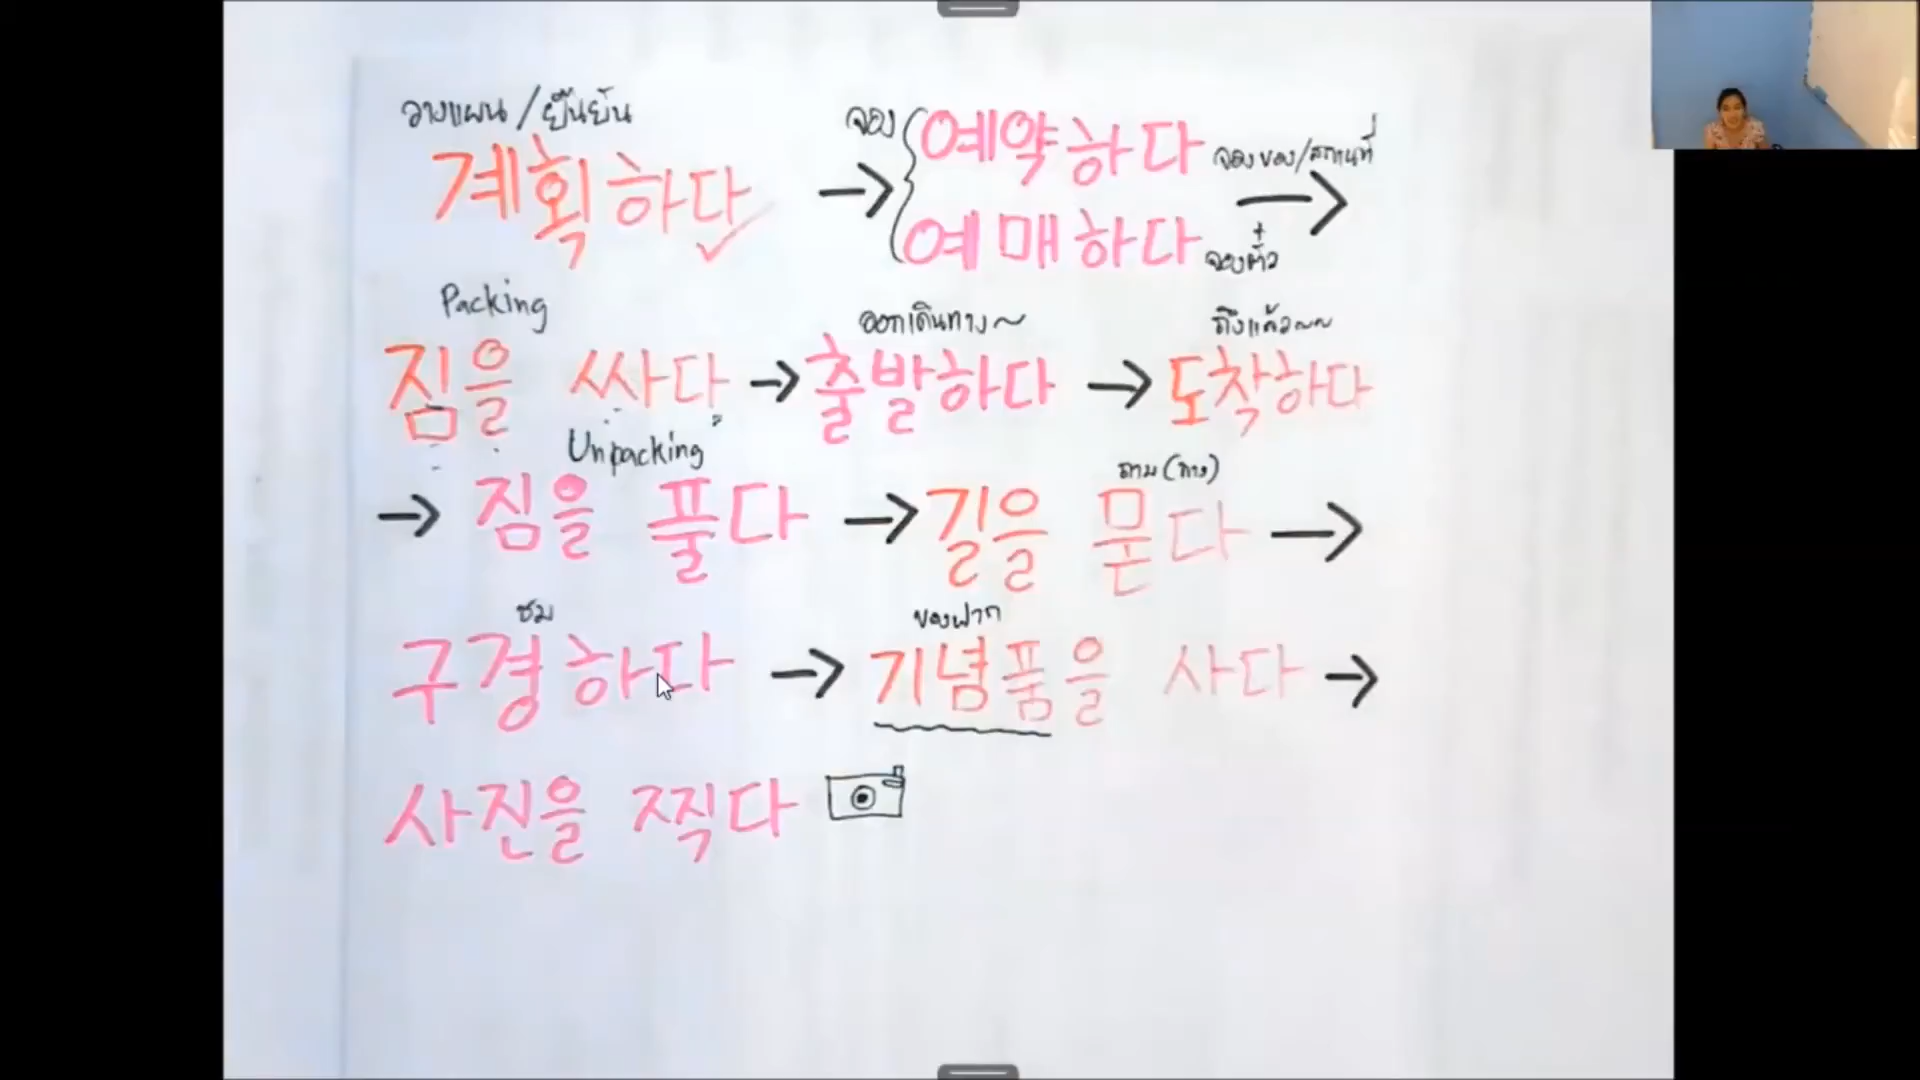 วางแผน/ยืนยัน
จอง
계획하다 → 예약하다 จองของ/สถานที่ →
예매하다 จองตั๋ว
Packing ออกเดินทาง~ ถึงแล้ว~~
짐을 싸다 → 출발하다 → 도착하다
Unpacking ถาม(ทาง)
→ 짐을 풀다 → 길을 묻다 →
ชม ของฝาก
구경하다 → 기념품을 사다 →
사진을 찍다